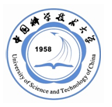 中国科学技术大学
1958
University of Science and Technology of China